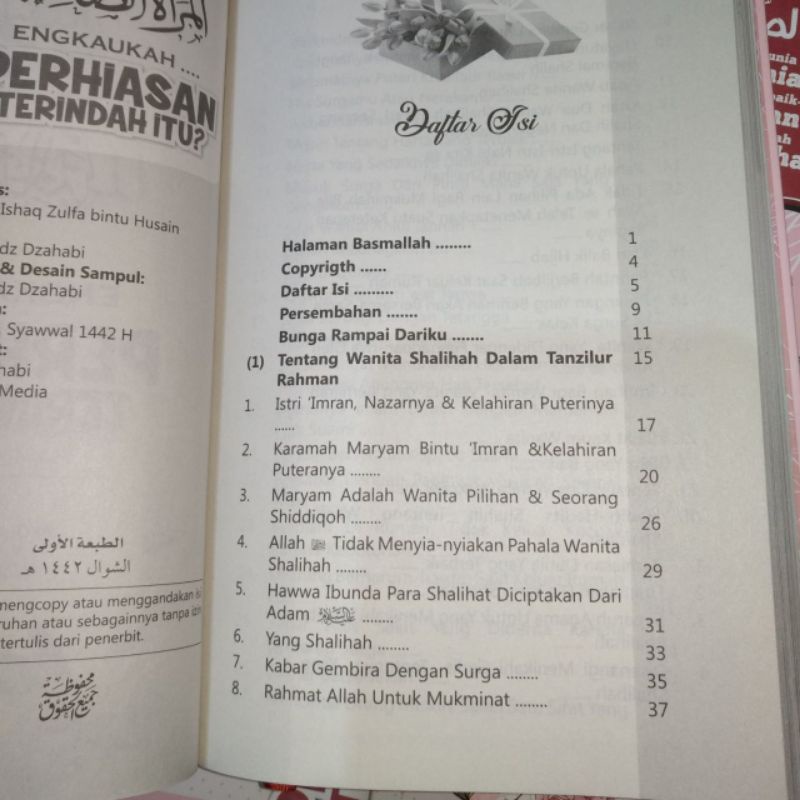 ENGKAUKAH ....
PERHIASAN
TERINDAH ITU?
Ishaq Zulfa bintu Husain
Dzahabi
& Desain Sampul:
Dzahabi
Syawwal 1442 H
Media
الطبعة الأولى
الشوال ١٤٤٢ هـ
mengcopy atau menggandakan
atau sebagainya tanpa
tertulis dari penerbit.
جميع الحقوق محفوظة
Daftar Isi
Halaman Basmallah ........ 1
Copyrigth ...... 4
Daftar Isi ......... 5
Persembahan ....... 9
Bunga Rampai Dariku ....... 11
(1) Tentang Wanita Shalihah Dalam Tanzilur 15
Rahman
1. Istri 'Imran, Nazarnya & Kelahiran Puterinya
...... 17
2. Karamah Maryam Bintu 'Imran &Kelahiran
Puteranya ........ 20
3. Maryam Adalah Wanita Pilihan & Seorang
Shiddiqoh ........ 26
4. Allah ﷻ Tidak Menyia-nyiakan Pahala Wanita
Shalihah ........ 29
5. Hawwa Ibunda Para Shalihat Diciptakan Dari
Adam ........ 31
6. Yang Shalihah ........ 33
7. Kabar Gembira Dengan Surga ........ 35
8. Rahmat Allah Untuk Mukminat ........ 37